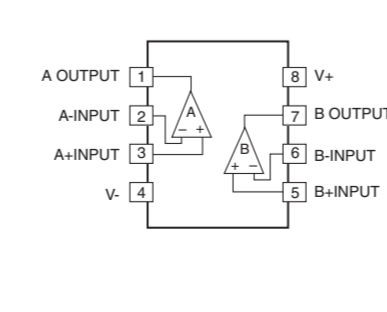 A OUTPUT 1
A-INPUT 2
A+INPUT 3
V- 4
A
− +
B
+ −
8 V+
7 B OUTPUT
6 B-INPUT
5 B+INPUT